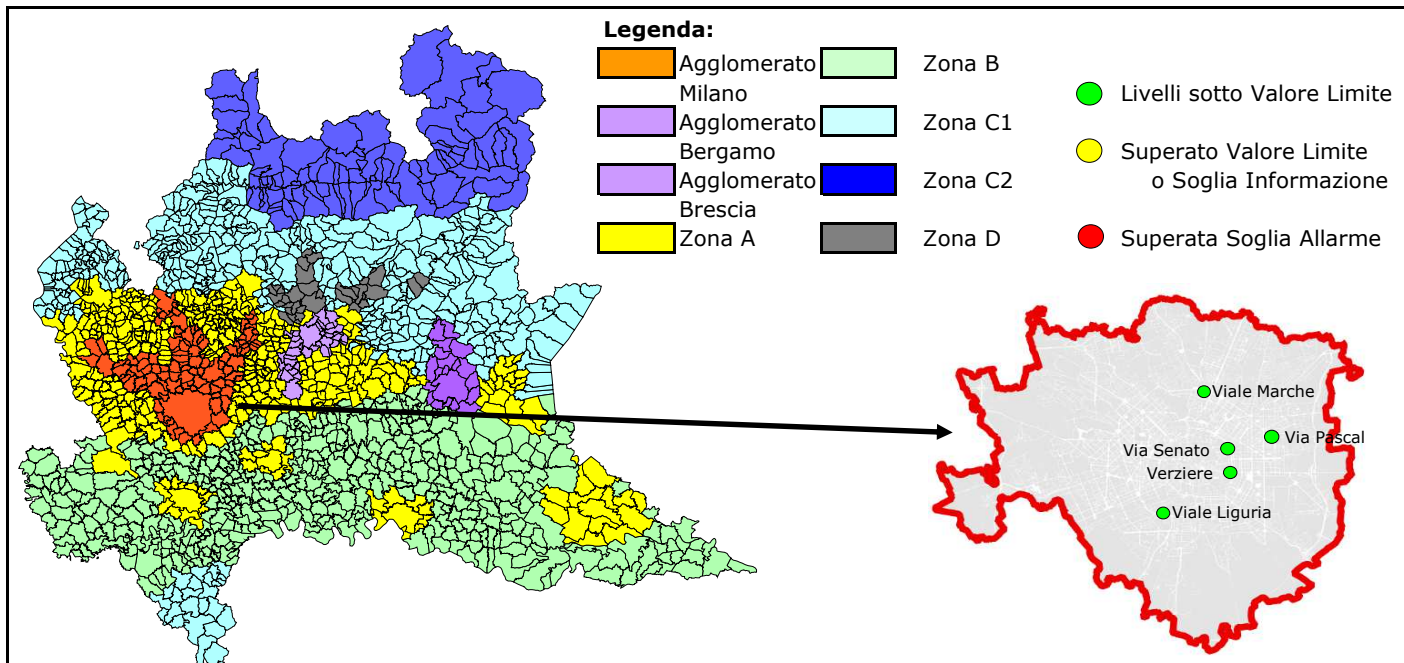 Legenda:
Agglomerato
Milano
Agglomerato
Bergamo
Agglomerato
Brescia
Zona A
Zona B
Zona C1
Zona C2
Zona D
Livelli sotto Valore Limite
Superato Valore Limite
o Soglia Informazione
Superata Soglia Allarme
Viale Marche
Via Pascal
Via Senato
Verziere
Viale Liguria